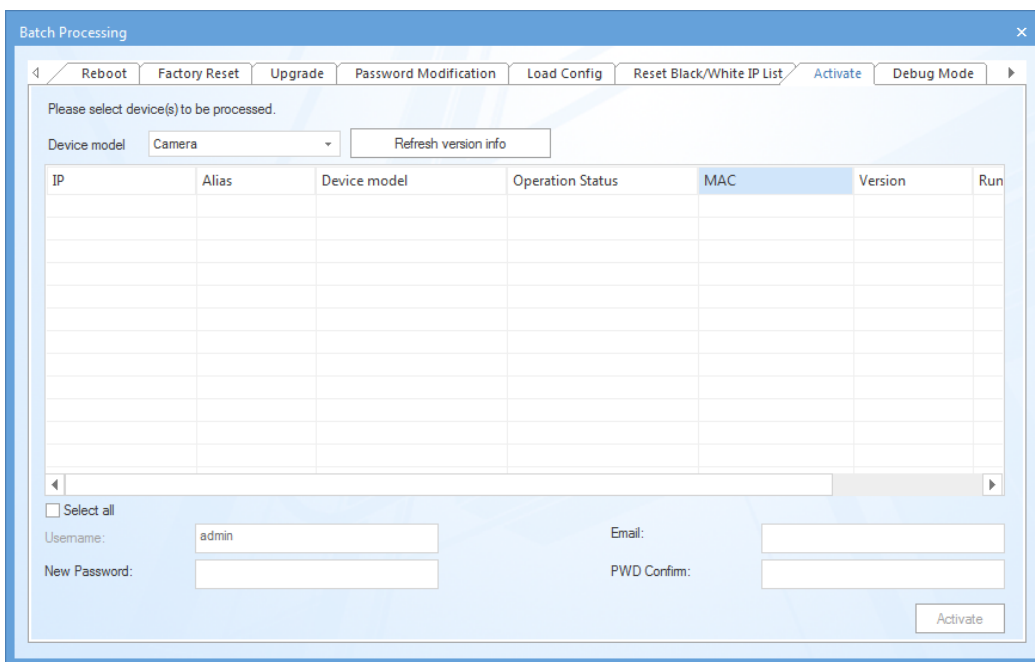 Batch Processing
Reboot Factory Reset Upgrade Password Modification Load Config Reset Black/White IP List Activate Debug Mode
Please select device(s) to be processed.
Device model Camera Refresh version info
IP Alias Device model Operation Status MAC Version Run
Select all
Username: admin Email:
New Password: PWD Confirm:
Activate